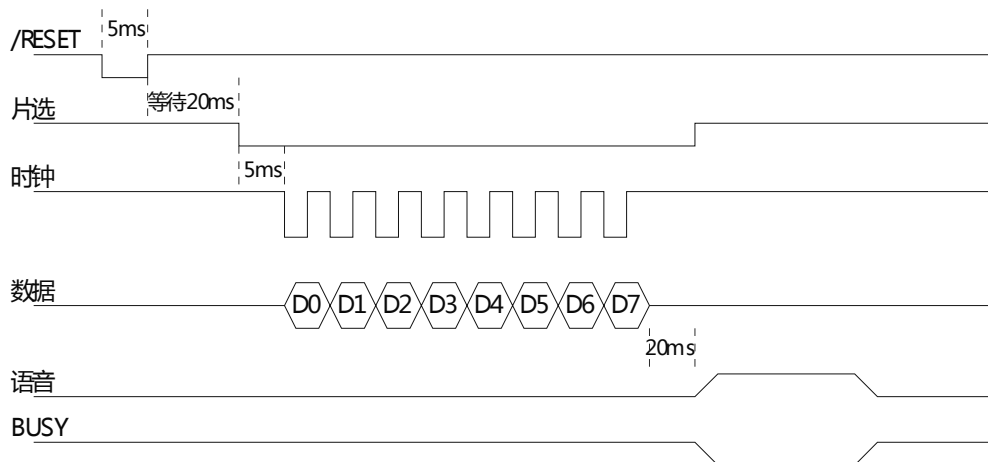 5ms
/RESET
等待20ms
片选
5ms
时钟
数据
D0 D1 D2 D3 D4 D5 D6 D7
20ms
语音
BUSY